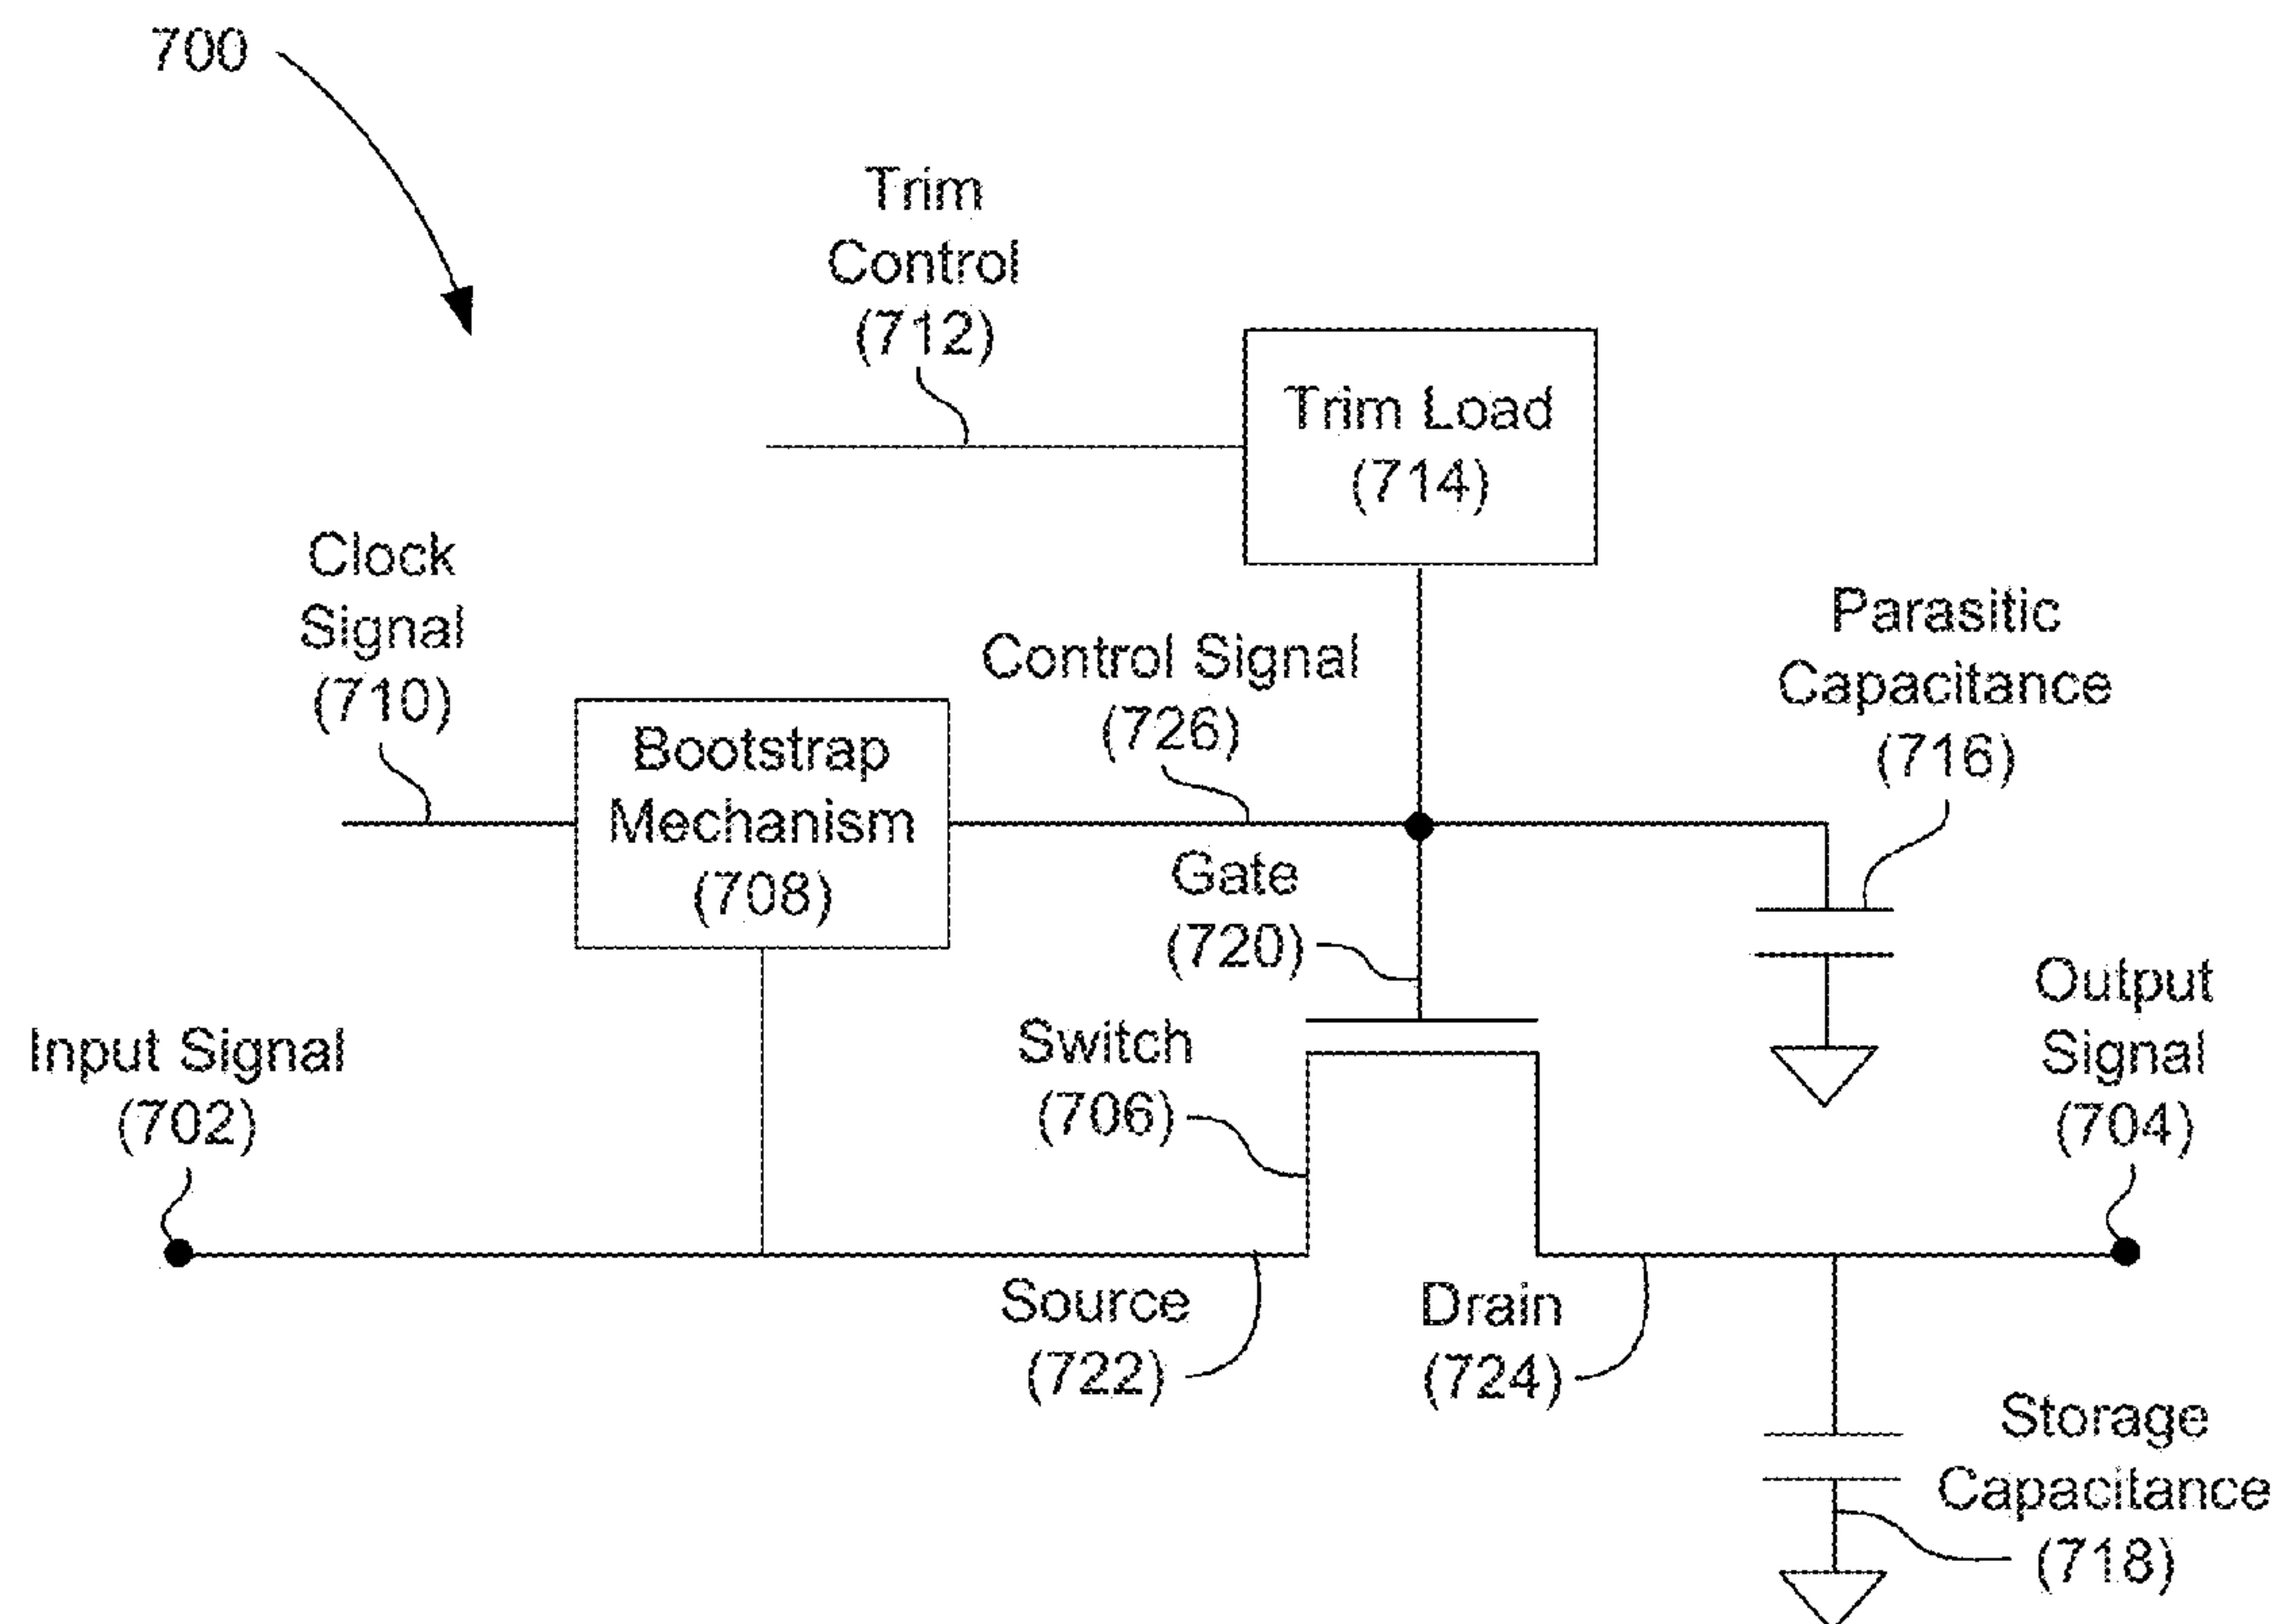 700
Trim
Control
(712)
Trim Load
(714)
Clock
Signal
(710)
Control Signal
(726)
Parasitic
Capacitance
(716)
Bootstrap
Mechanism
(708)
Gate
(720)
Input Signal
(702)
Switch
(706)
Output
Signal
(704)
Source
(722)
Drain
(724)
Storage
Capacitance
(718)